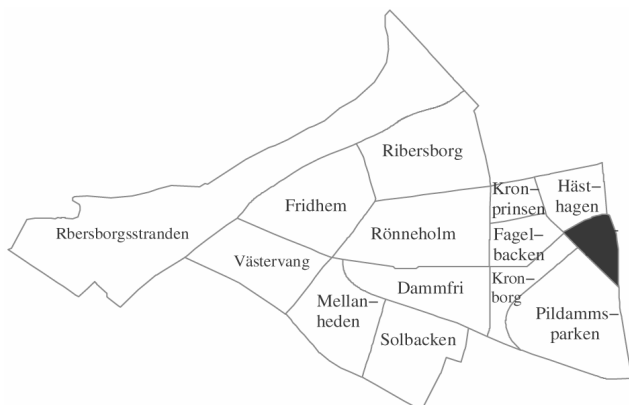 Ribersborg
Kron–
prinsen
Häst–
hagen
Fridhem
Rbersborgsstranden
Rönneholm
Fagel–
backen
Västervang
Mellan–
heden
Dammfri
Kron–
borg
Pildamms–
parken
Solbacken